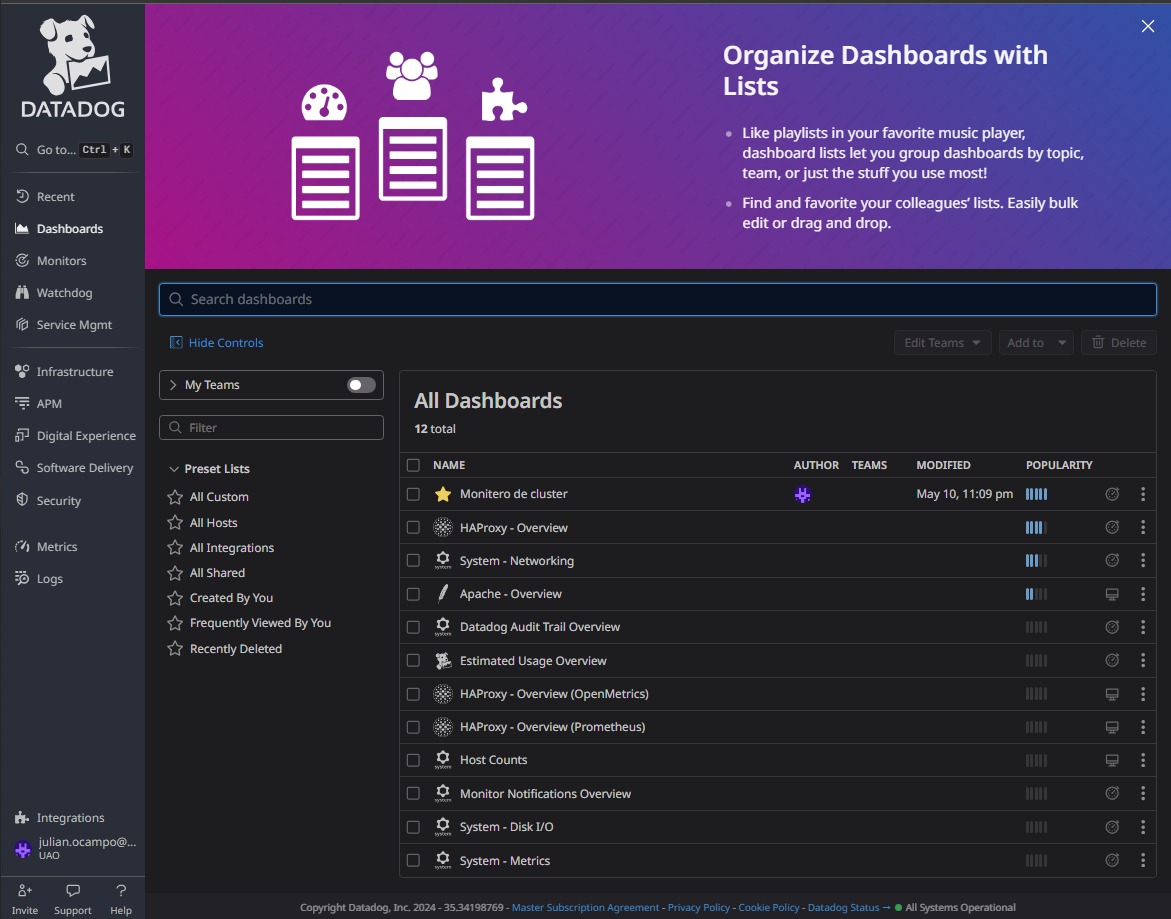 DATADOG
Go to... Ctrl + K
Recent
Dashboards
Monitors
Watchdog
Service Mgmt
Infrastructure
APM
Digital Experience
Software Delivery
Security
Metrics
Logs
Integrations
julian.ocampo@...
UAO
Invite Support Help
Organize Dashboards with
Lists
Like playlists in your favorite music player,
dashboard lists let you group dashboards by topic,
team, or just the stuff you use most!
Find and favorite your colleagues' lists. Easily bulk
edit or drag and drop.
Search dashboards
Hide Controls
Edit Teams Add to Delete
My Teams
Filter
Preset Lists
All Custom
All Hosts
All Integrations
All Shared
Created By You
Frequently Viewed By You
Recently Deleted
All Dashboards
12 total
NAME AUTHOR TEAMS MODIFIED POPULARITY
Monitero de cluster May 10, 11:09 pm
HAProxy - Overview
system System - Networking
Apache - Overview
system Datadog Audit Trail Overview
Estimated Usage Overview
HAProxy - Overview (OpenMetrics)
HAProxy - Overview (Prometheus)
system Host Counts
system Monitor Notifications Overview
system System - Disk I/O
system System - Metrics
Copyright Datadog, Inc. 2024 - 35.34198769 - Master Subscription Agreement - Privacy Policy - Cookie Policy - Datadog Status → All Systems Operational